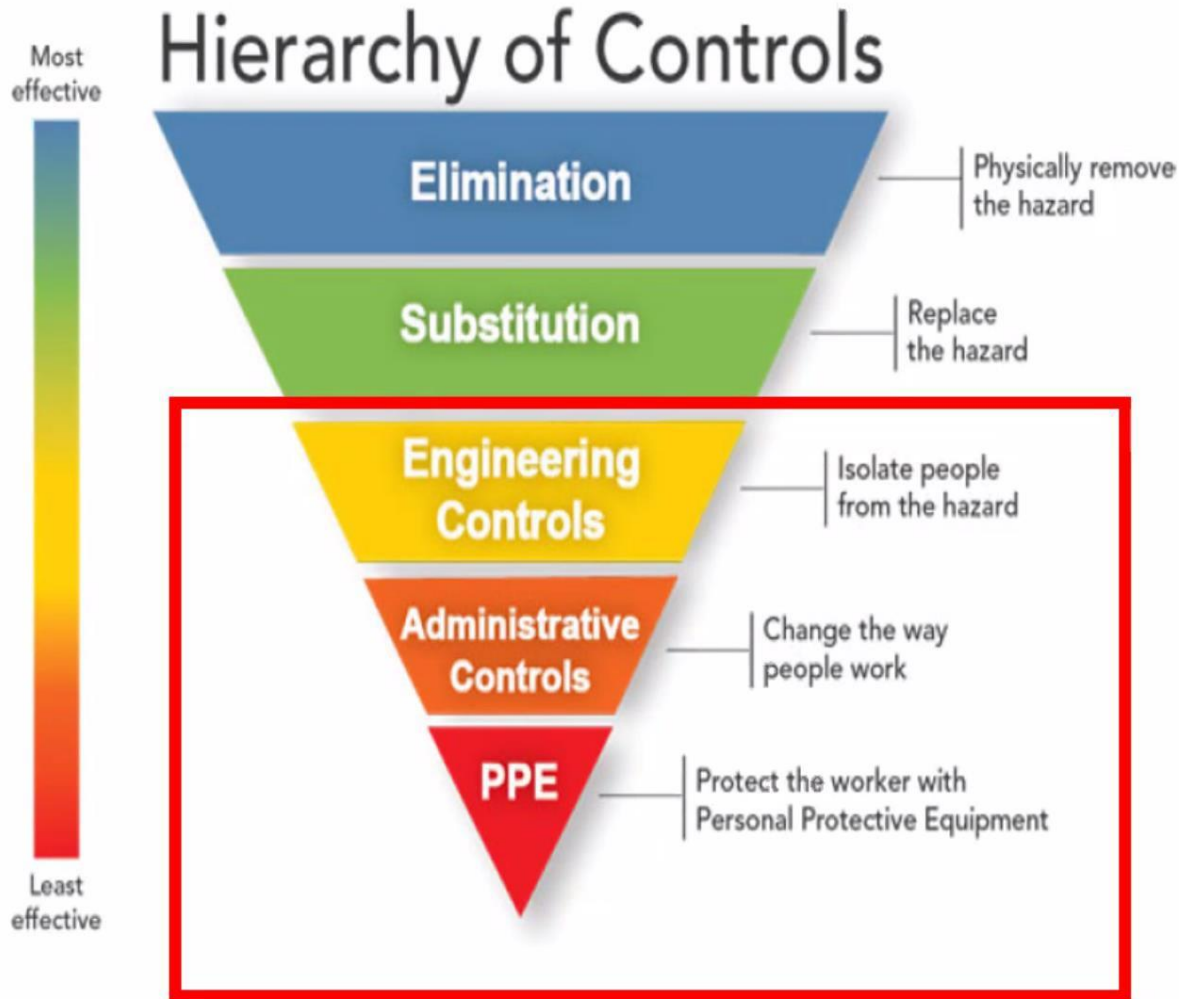 Hierarchy of Controls
Most
effective
Elimination
Physically remove
the hazard
Substitution
Replace
the hazard
Engineering
Controls
Isolate people
from the hazard
Administrative
Controls
Change the way
people work
PPE
Protect the worker with
Personal Protective Equipment
Least
effective